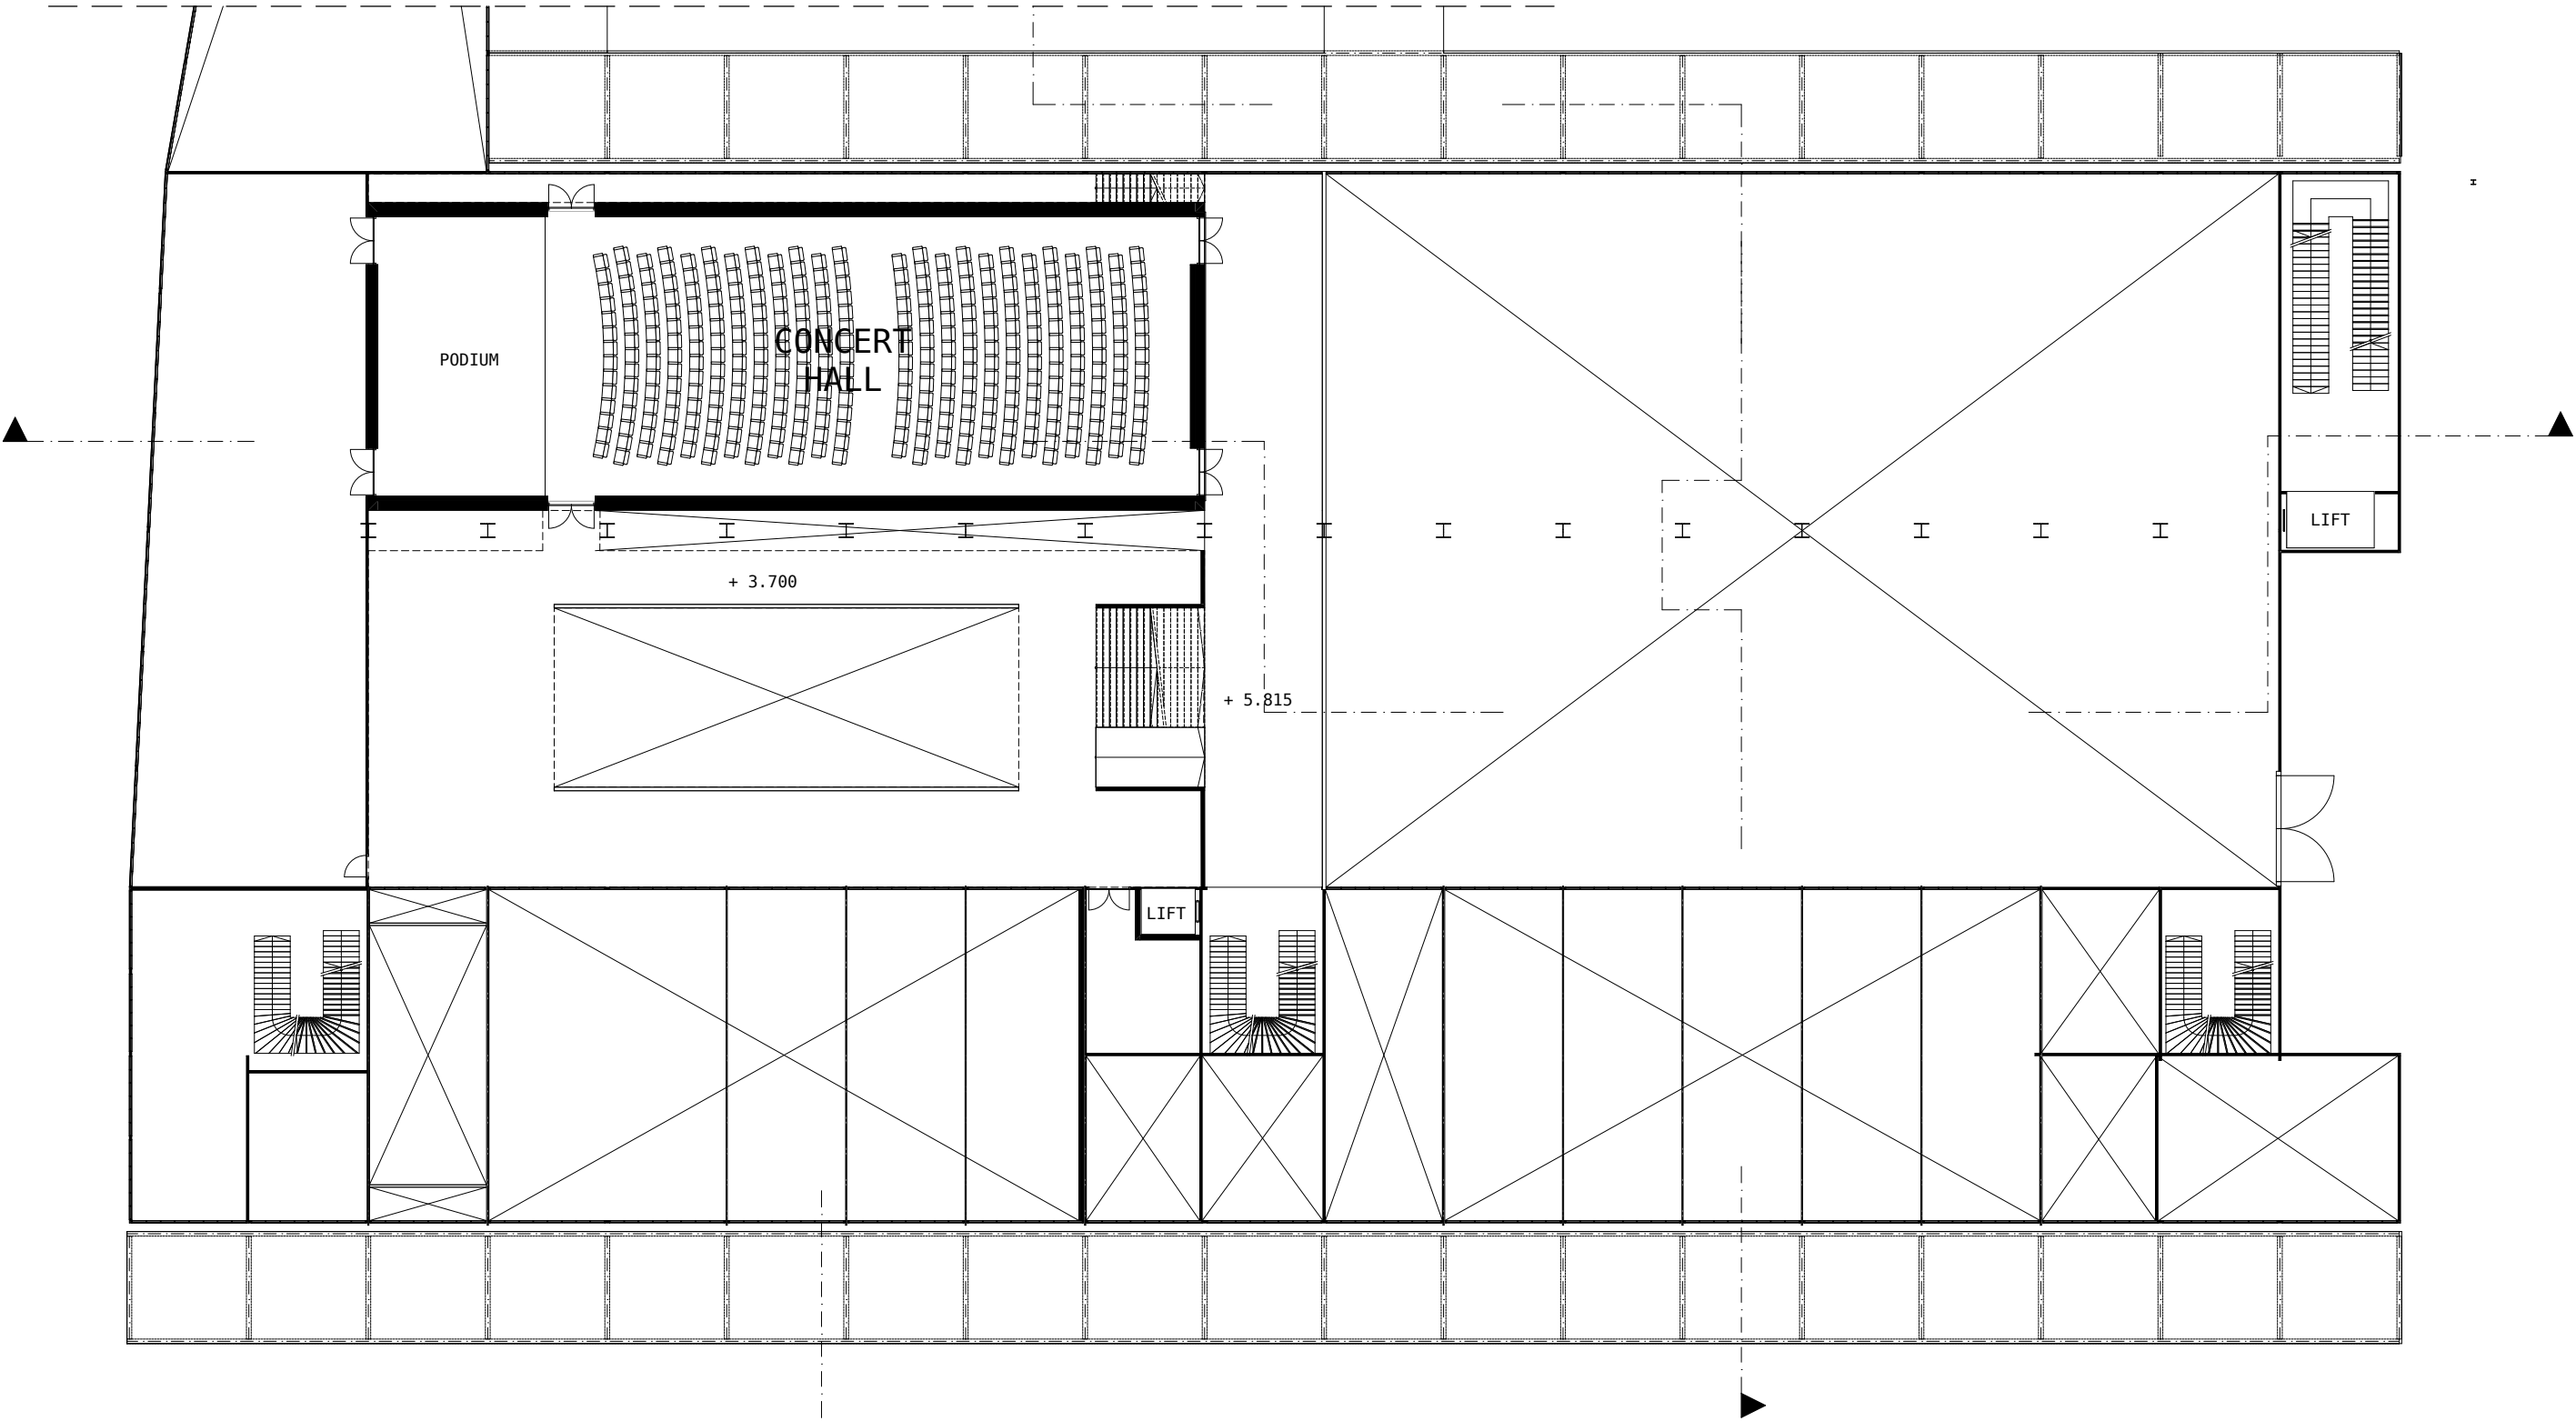 CONCERT
HALL
PODIUM
LIFT
+ 3.700
+ 5.815
LIFT